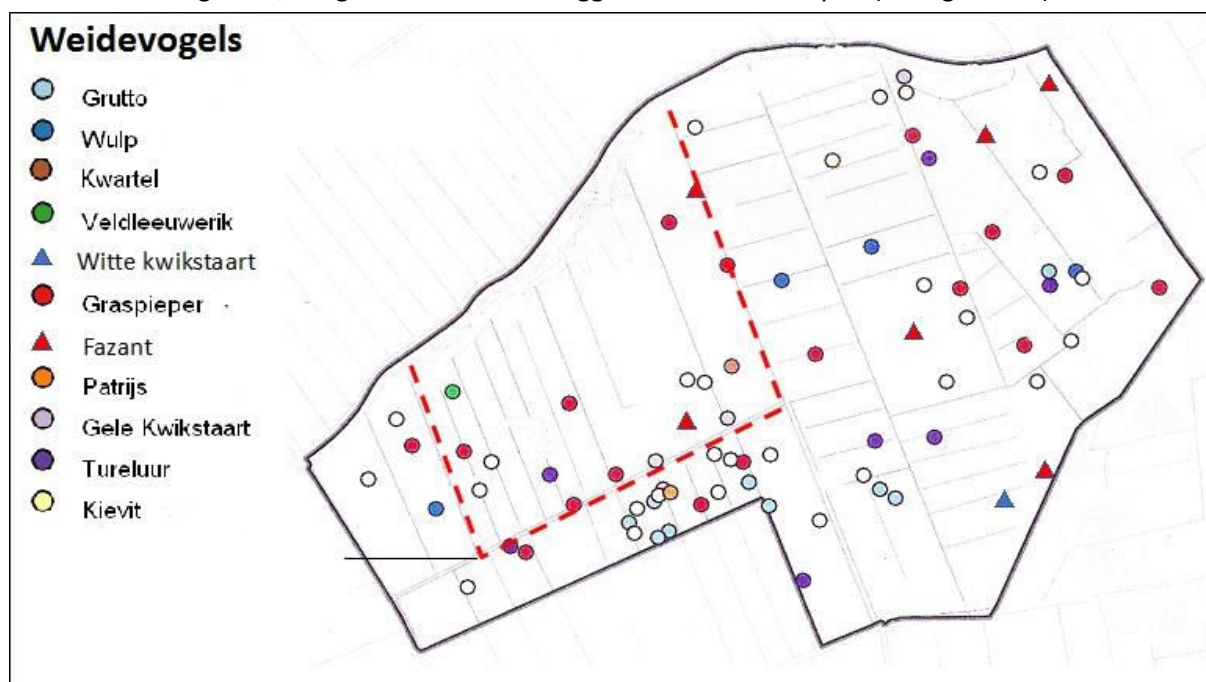 Weidevogels
Grutto
Wulp
Kwartel
Veldleeuwerik
Witte kwikstaart
Graspieper
Fazant
Patrijs
Gele Kwikstaart
Tureluur
Kievit